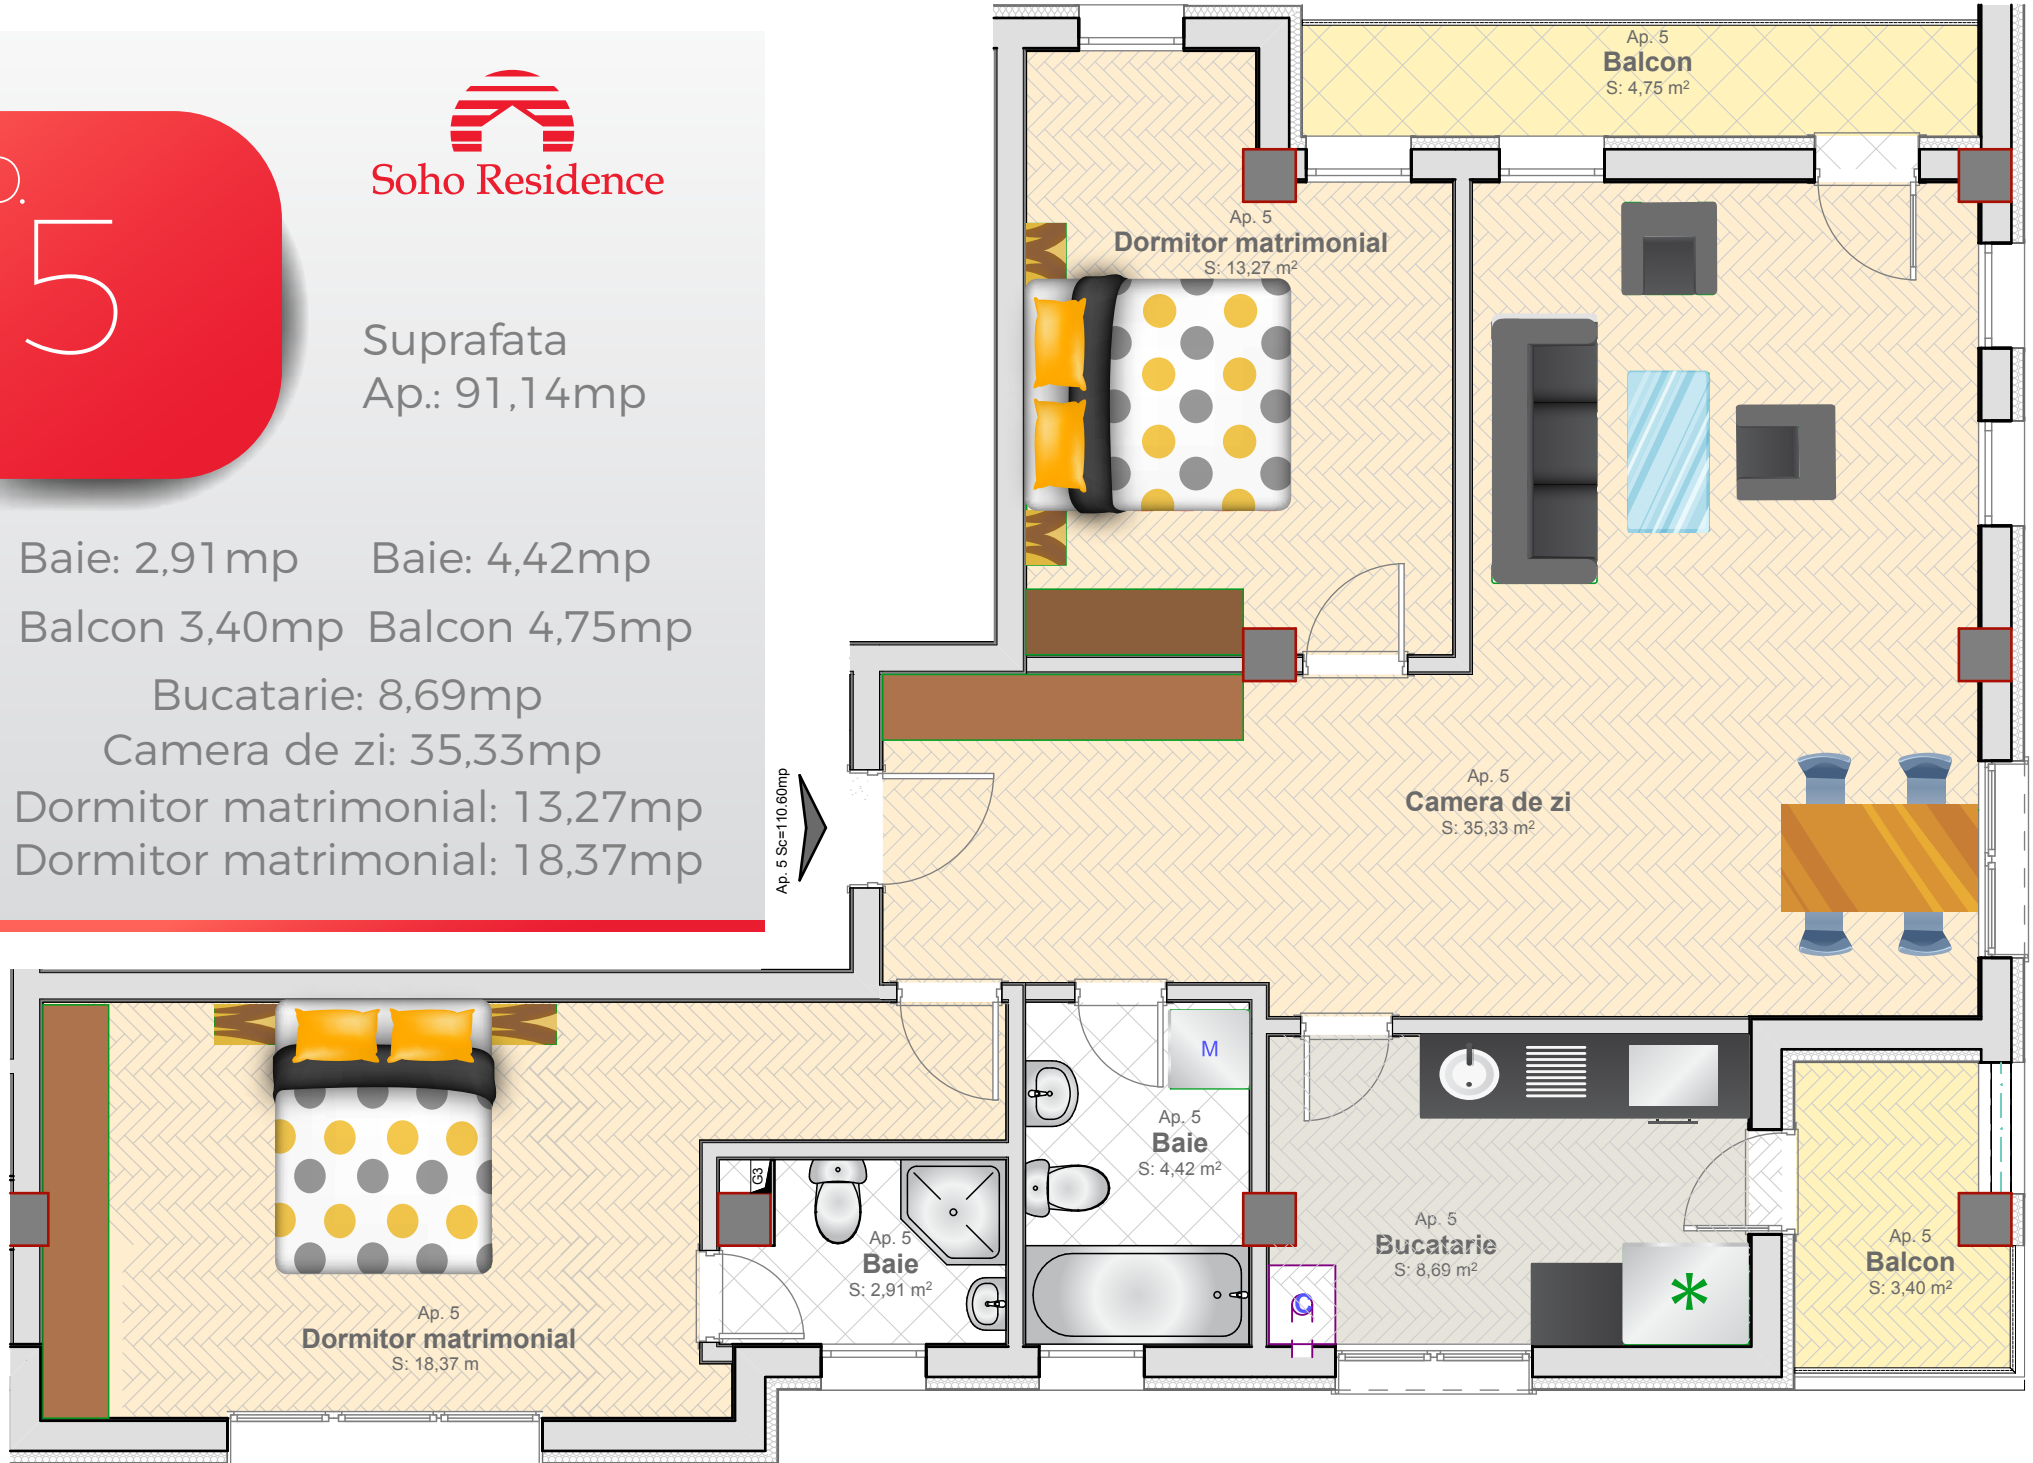 Soho Residence
p.
5
Suprafata
Ap.: 91,14mp
Baie: 2,91mp Baie: 4,42mp
Balcon 3,40mp Balcon 4,75mp
Bucatarie: 8,69mp
Camera de zi: 35,33mp
Dormitor matrimonial: 13,27mp
Dormitor matrimonial: 18,37mp
Ap. 5
Balcon
S: 4,75 m²
Ap. 5
Dormitor matrimonial
S: 13,27 m²
Ap. 5 Sc=110.60mp
Ap. 5
Camera de zi
S: 35,33 m²
M
Ap. 5
Baie
S: 4,42 m²
G3
Ap. 5
Baie
S: 2,91 m²
Ap. 5
Bucatarie
S: 8,69 m²
Ap. 5
Balcon
S: 3,40 m²
Ap. 5
Dormitor matrimonial
S: 18,37 m